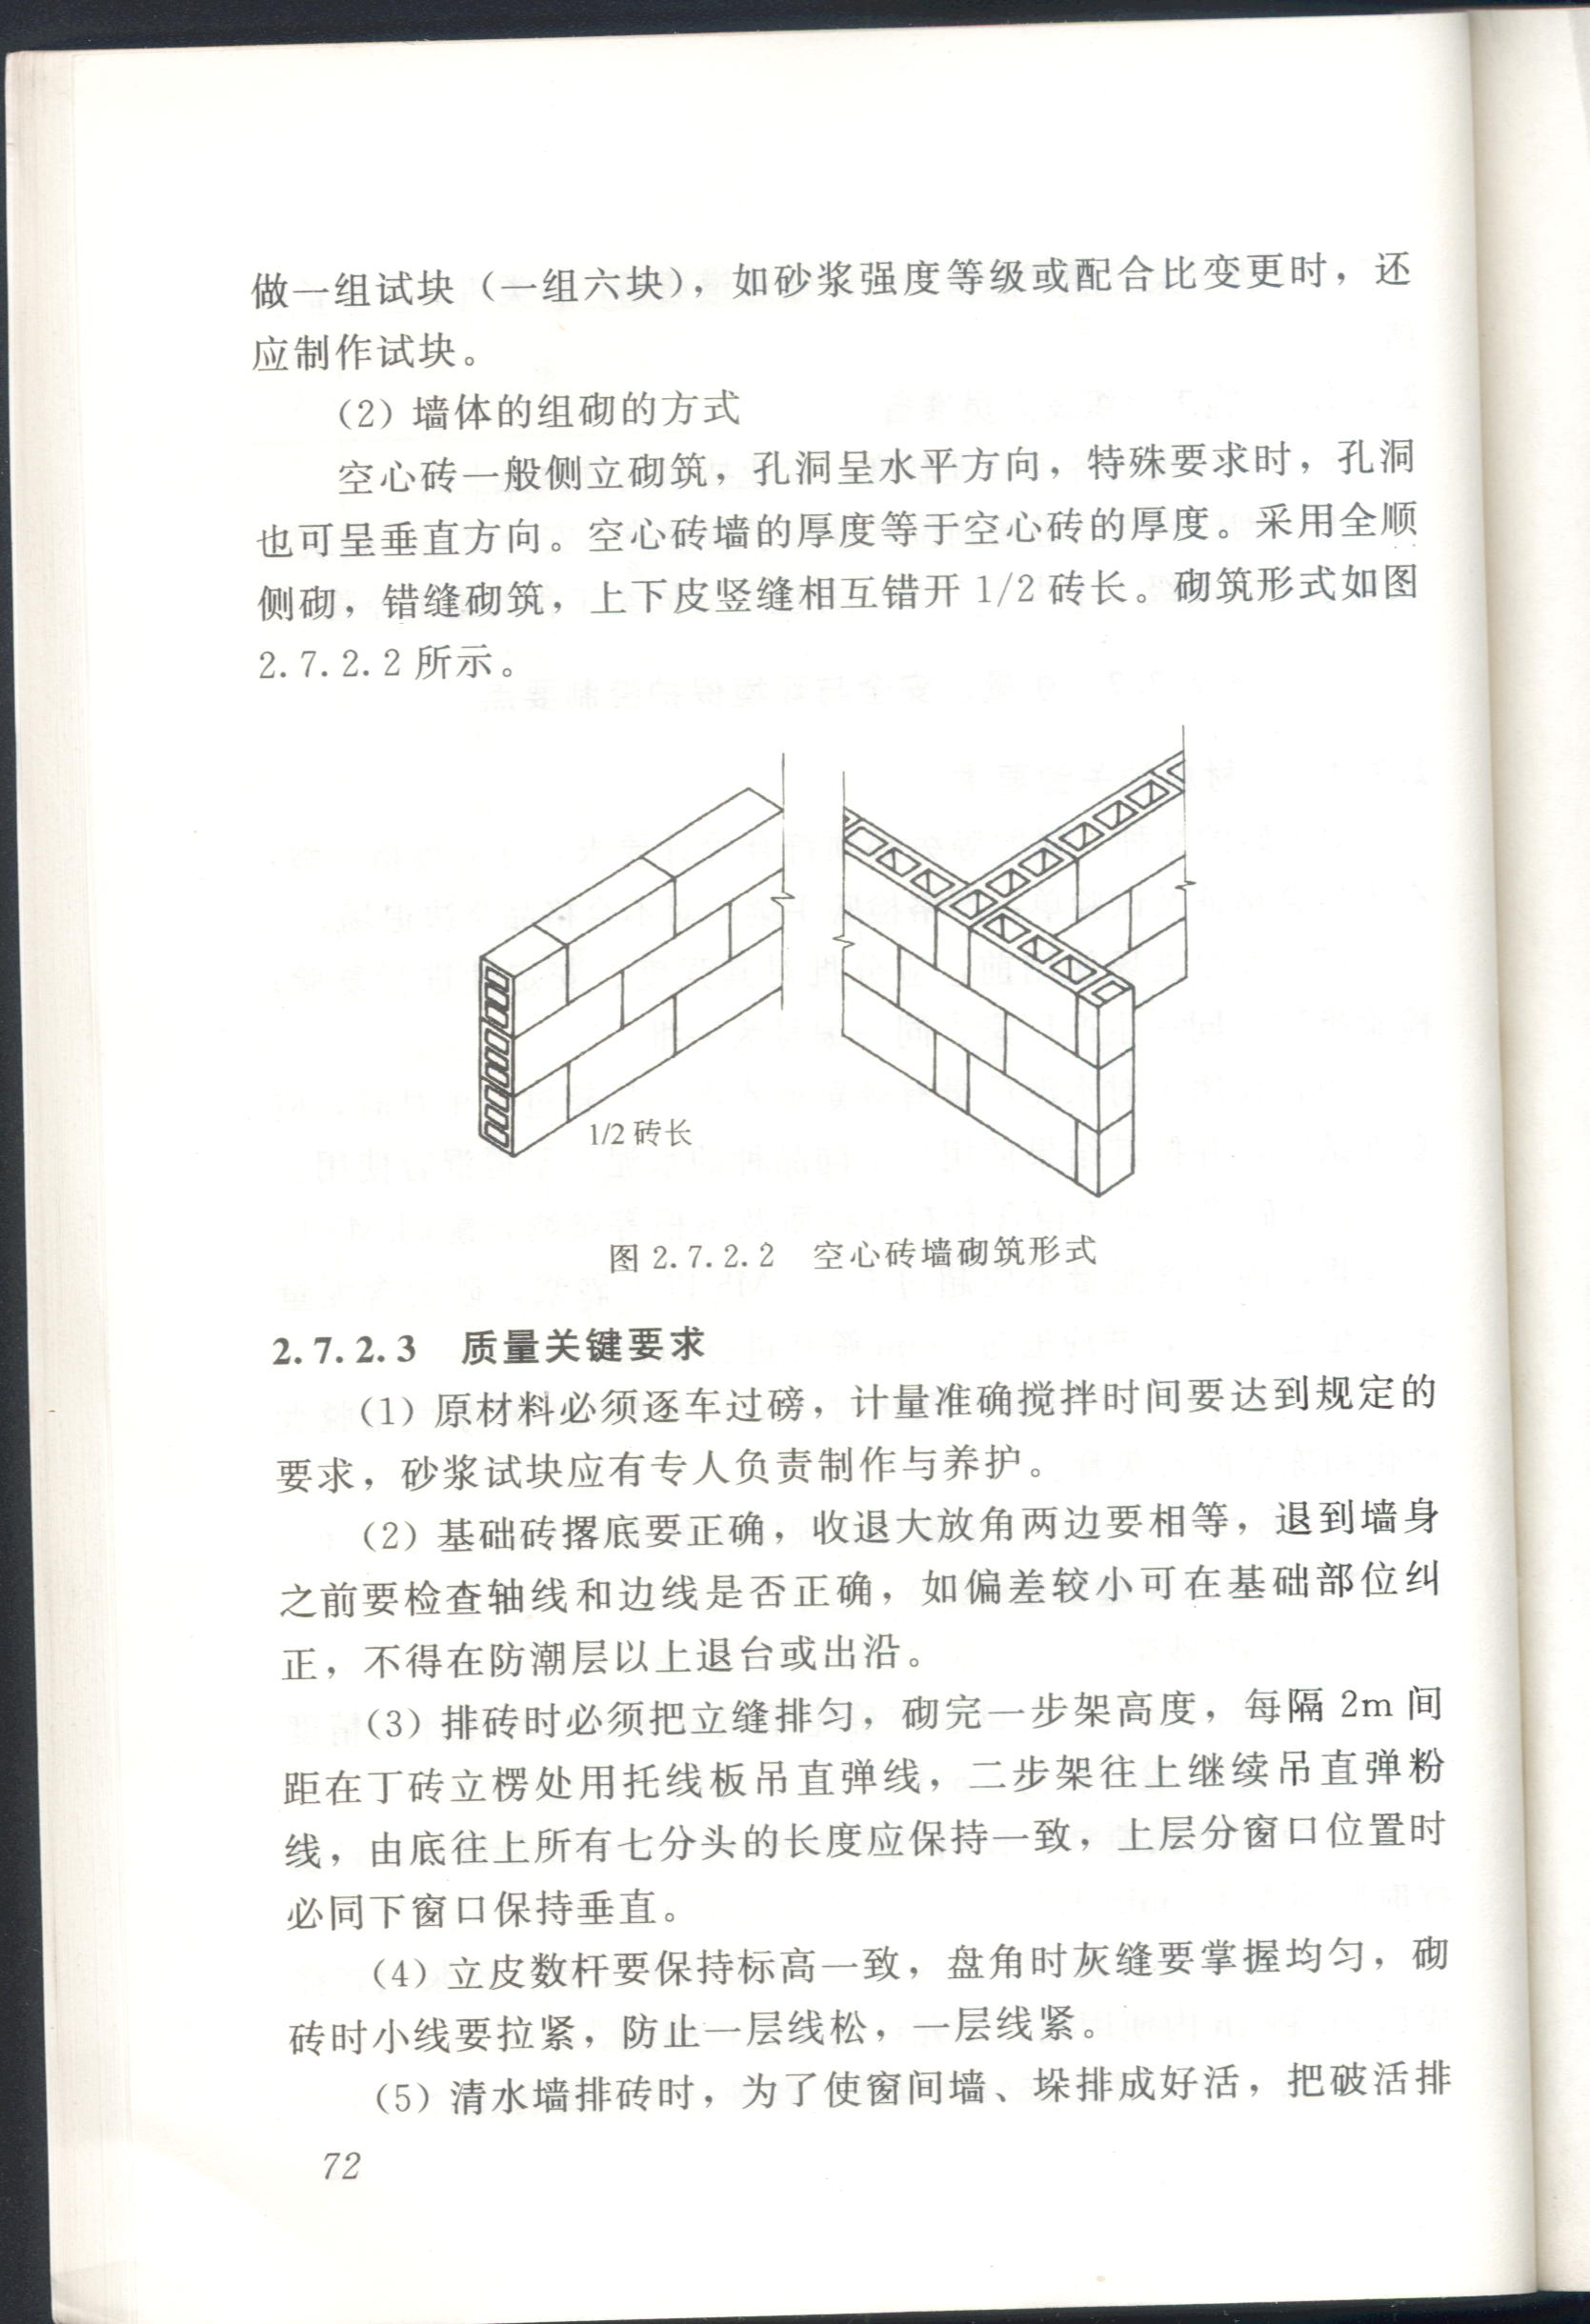 做一组试块（一组六块），如砂浆强度等级或配合比变更时，还
应制作试块。
（2）墙体的组砌的方式
空心砖一般侧立砌筑，孔洞呈水平方向，特殊要求时，孔洞
也可呈垂直方向。空心砖墙的厚度等于空心砖的厚度。采用全顺
侧砌，错缝砌筑，上下皮竖缝相互错开 1/2 砖长。砌筑形式如图
2.7.2.2 所示。
1/2 砖长
图 2.7.2.2 空心砖墙砌筑形式
2.7.2.3 质量关键要求
（1）原材料必须逐车过磅，计量准确搅拌时间要达到规定的
要求，砂浆试块应有专人负责制作与养护。
（2）基础砖撂底要正确，收退大放角两边要相等，退到墙身
之前要检查轴线和边线是否正确，如偏差较小可在基础部位纠
正，不得在防潮层以上退台或出沿。
（3）排砖时必须把立缝排匀，砌完一步架高度，每隔 2m 间
距在丁砖立楞处用托线板吊直弹线，二步架往上继续吊直弹粉
线，由底往上所有七分头的长度应保持一致，上层分窗口位置时
必同下窗口保持垂直。
（4）立皮数杆要保持标高一致，盘角时灰缝要掌握均匀，砌
砖时小线要拉紧，防止一层线松，一层线紧。
（5）清水墙排砖时，为了使窗间墙、垛排成好活，把破活排
72